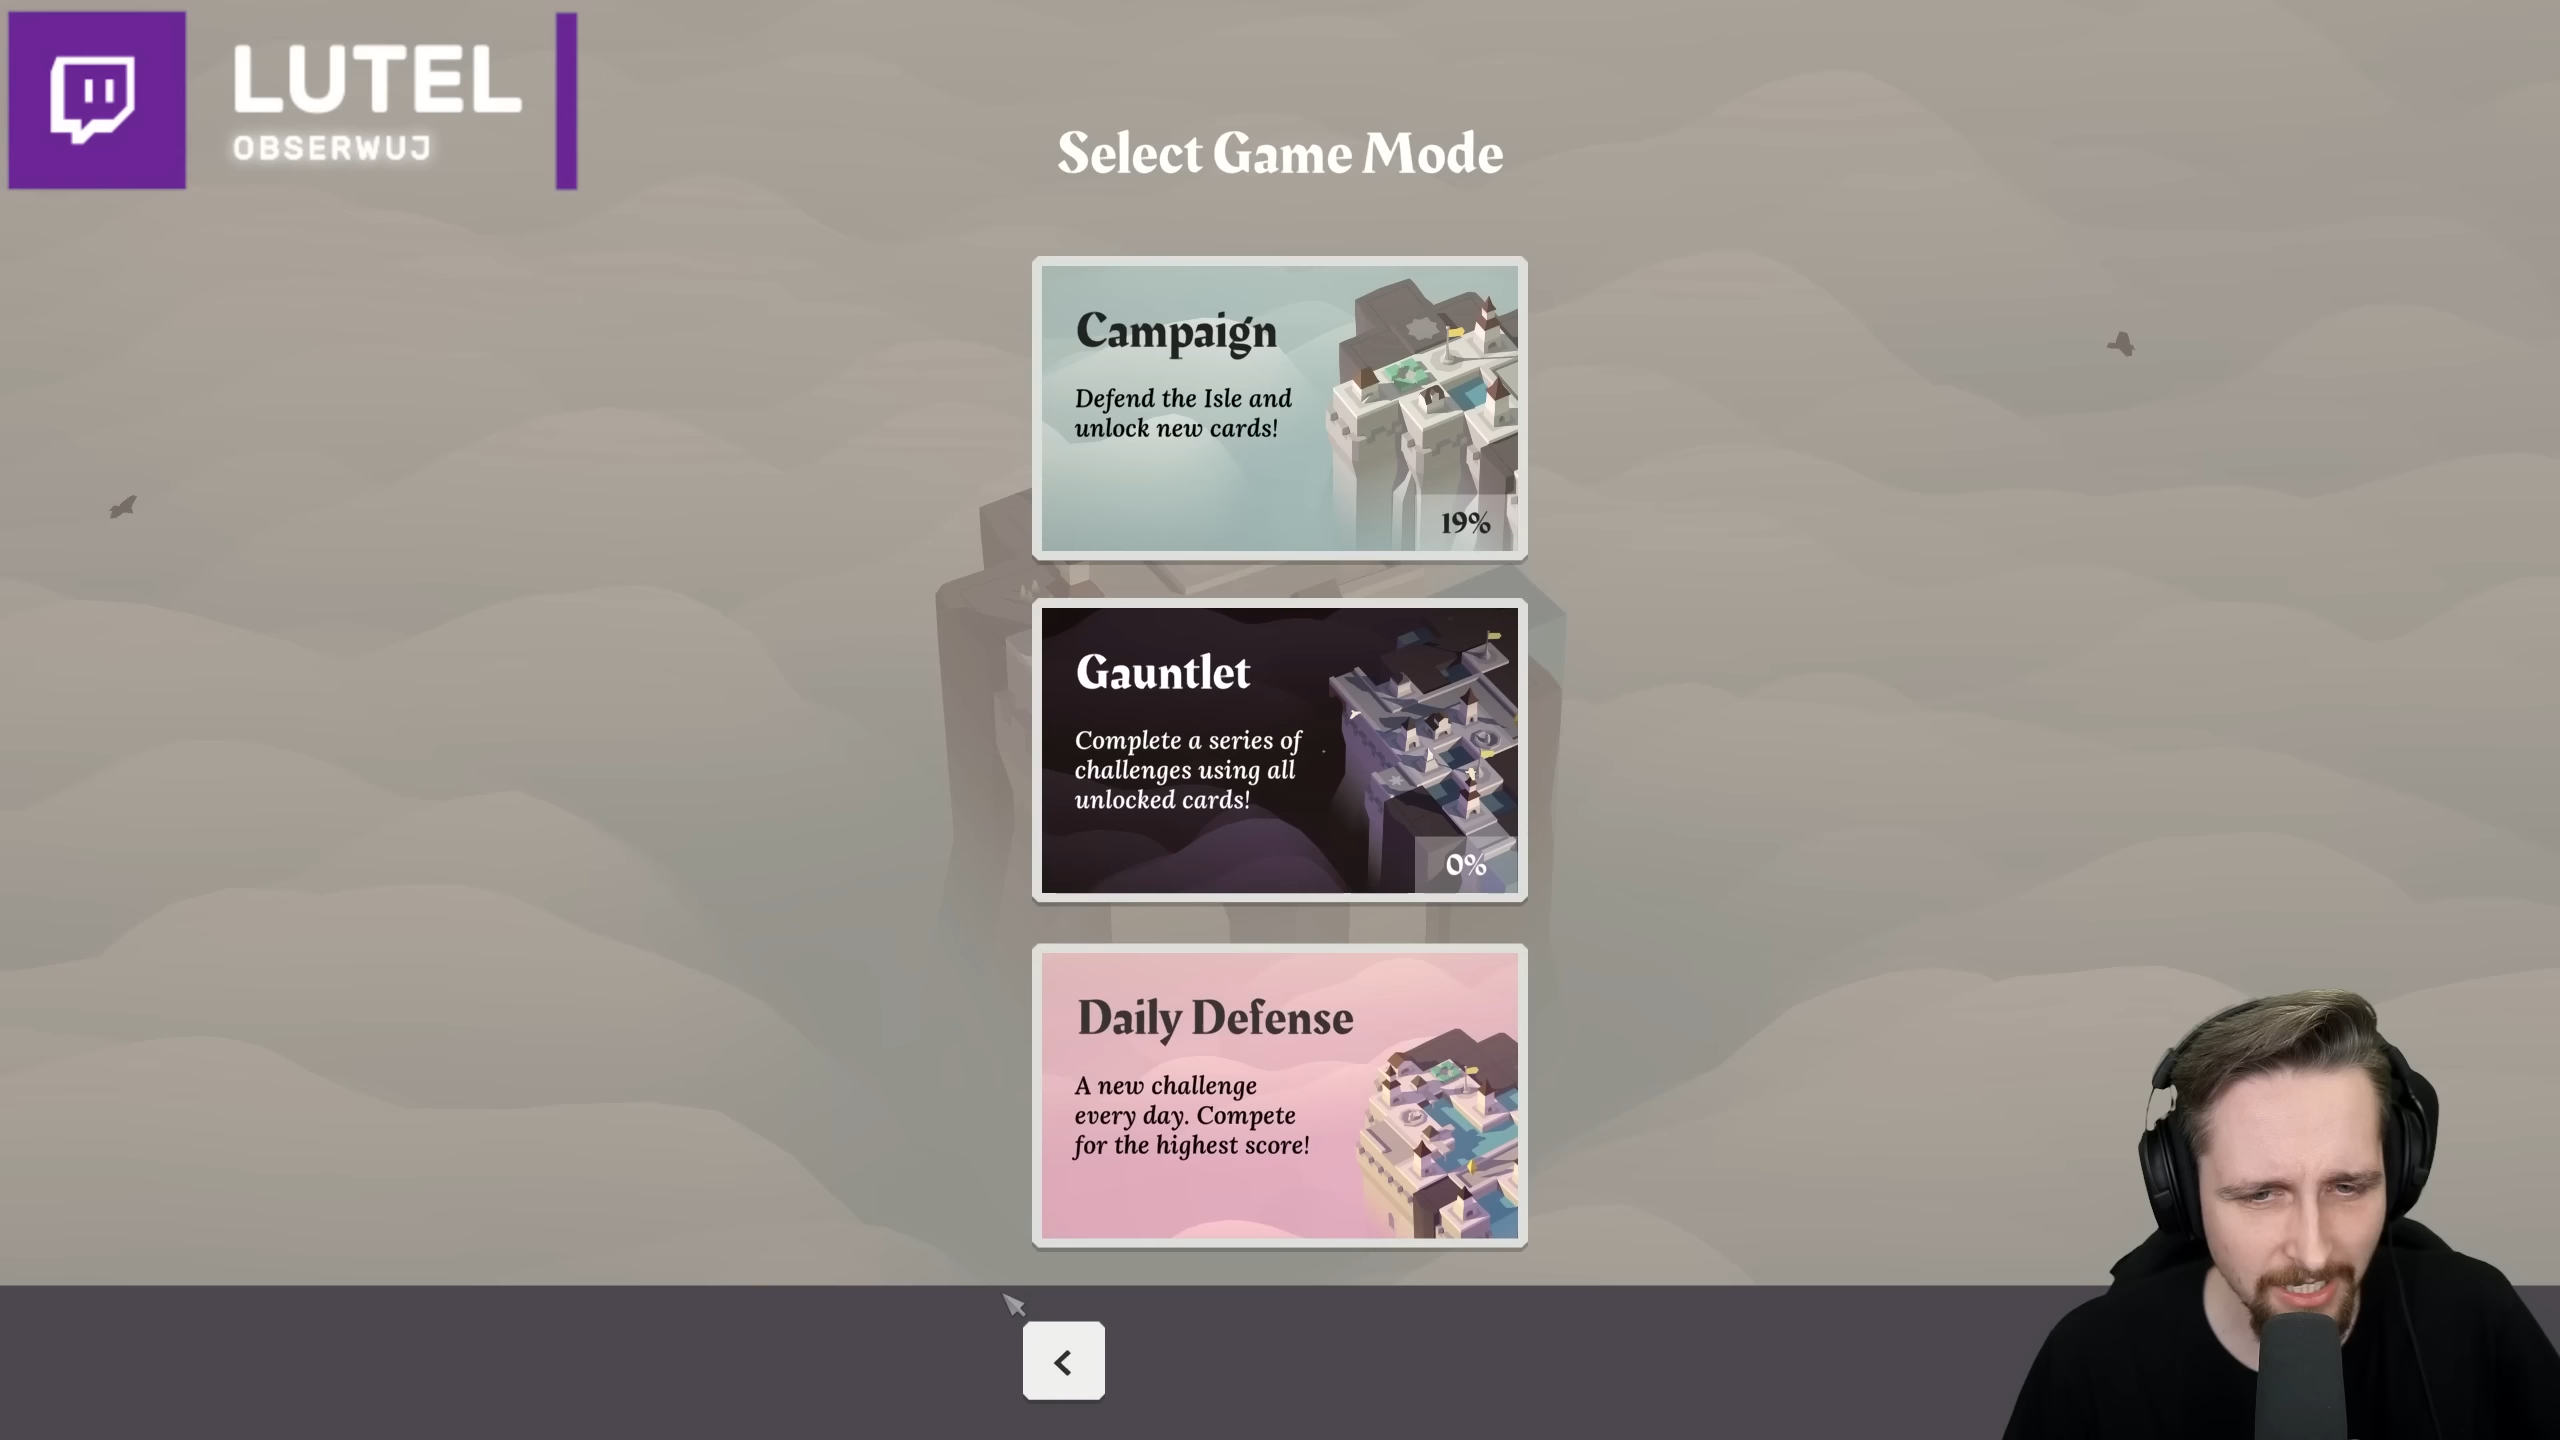 LUTEL
OBSERWUJ
Select Game Mode
Campaign
Defend the Isle and
unlock new cards!
19%
Gauntlet
Complete a series of
challenges using all
unlocked cards!
0%
Daily Defense
A new challenge
every day. Compete
for the highest score!